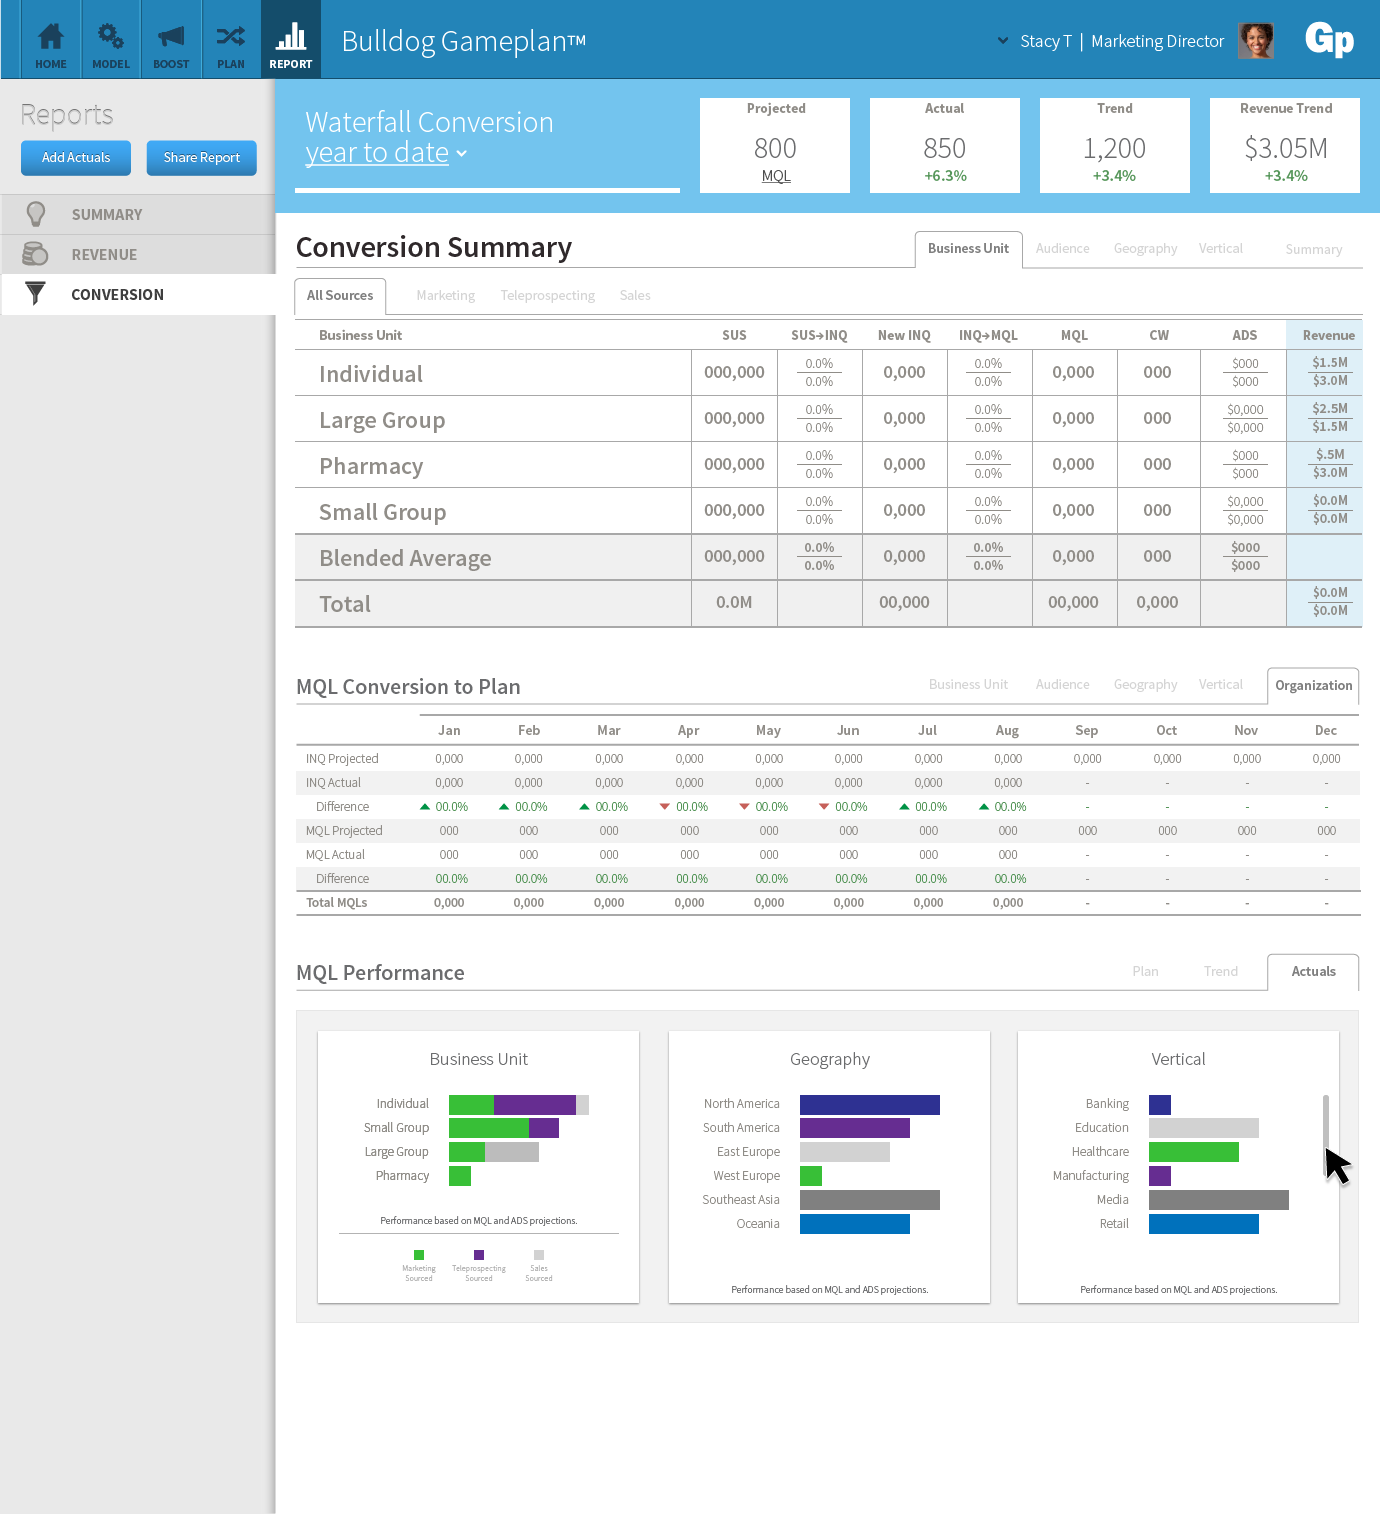 HOME MODEL BOOST PLAN REPORT
Bulldog Gameplan™
Stacy T | Marketing Director
Gp
Reports
Add Actuals Share Report
SUMMARY
REVENUE
CONVERSION
Waterfall Conversion
year to date
Projected
800
MQL
Actual
850
+6.3%
Trend
1,200
+3.4%
Revenue Trend
$3.05M
+3.4%
Conversion Summary
Business Unit Audience Geography Vertical Summary
All Sources Marketing Teleprospecting Sales
Business Unit SUS SUS→INQ New INQ INQ→MQL MQL CW ADS Revenue
Individual 000,000 0.0% 0.0% 0,000 0.0% 0.0% 0,000 000 $000 $000 $1.5M $3.0M
Large Group 000,000 0.0% 0.0% 0,000 0.0% 0.0% 0,000 000 $0,000 $0,000 $2.5M $1.5M
Pharmacy 000,000 0.0% 0.0% 0,000 0.0% 0.0% 0,000 000 $000 $000 $.5M $3.0M
Small Group 000,000 0.0% 0.0% 0,000 0.0% 0.0% 0,000 000 $0,000 $0,000 $0.0M $0.0M
Blended Average 000,000 0.0% 0.0% 0,000 0.0% 0.0% 0,000 000 $000 $000
Total 0.0M 00,000 00,000 0,000 $0.0M $0.0M
MQL Conversion to Plan
Business Unit Audience Geography Vertical Organization
Jan Feb Mar Apr May Jun Jul Aug Sep Oct Nov Dec
INQ Projected 0,000 0,000 0,000 0,000 0,000 0,000 0,000 0,000 0,000 0,000 0,000 0,000
INQ Actual 0,000 0,000 0,000 0,000 0,000 0,000 0,000 0,000 - - - -
Difference ▲ 00.0% ▲ 00.0% ▲ 00.0% ▼ 00.0% ▼ 00.0% ▼ 00.0% ▲ 00.0% ▲ 00.0% - - - -
MQL Projected 000 000 000 000 000 000 000 000 000 000 000 000
MQL Actual 000 000 000 000 000 000 000 000 - - - -
Difference 00.0% 00.0% 00.0% 00.0% 00.0% 00.0% 00.0% 00.0% - - - -
Total MQLs 0,000 0,000 0,000 0,000 0,000 0,000 0,000 0,000 - - - -
MQL Performance
Plan Trend Actuals
Business Unit
Individual
Small Group
Large Group
Pharmacy
Performance based on MQL and ADS projections.
Marketing Sourced
Teleprospecting Sourced
Sales Sourced
Geography
North America
South America
East Europe
West Europe
Southeast Asia
Oceania
Performance based on MQL and ADS projections.
Vertical
Banking
Education
Healthcare
Manufacturing
Media
Retail
Performance based on MQL and ADS projections.